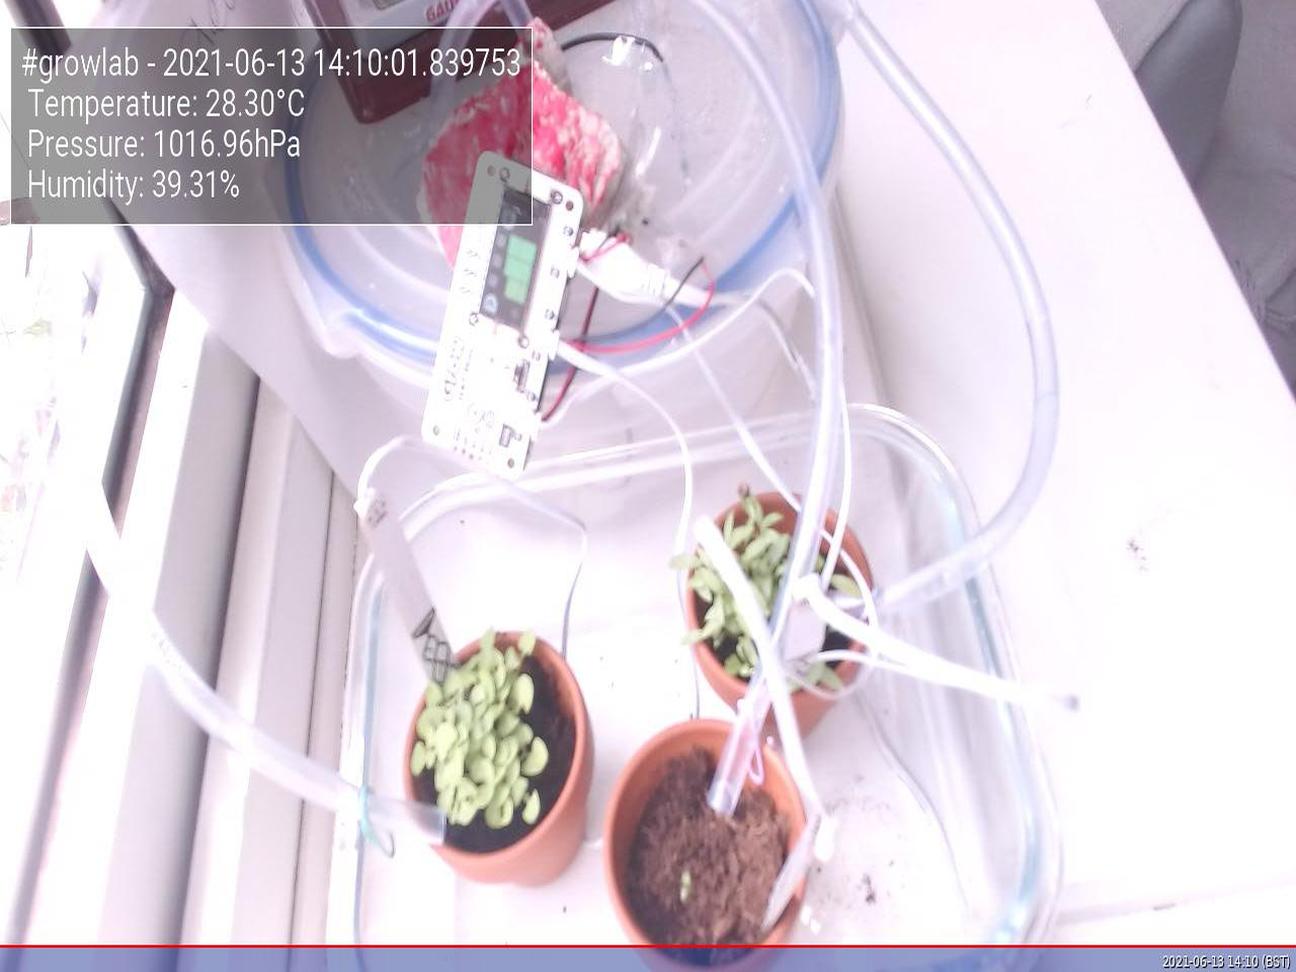 #growlab - 2021-06-13 14:10:01.839753
Temperature: 28.30°C
Pressure: 1016.96hPa
Humidity: 39.31%
2021-06-13 14:10 (BST)